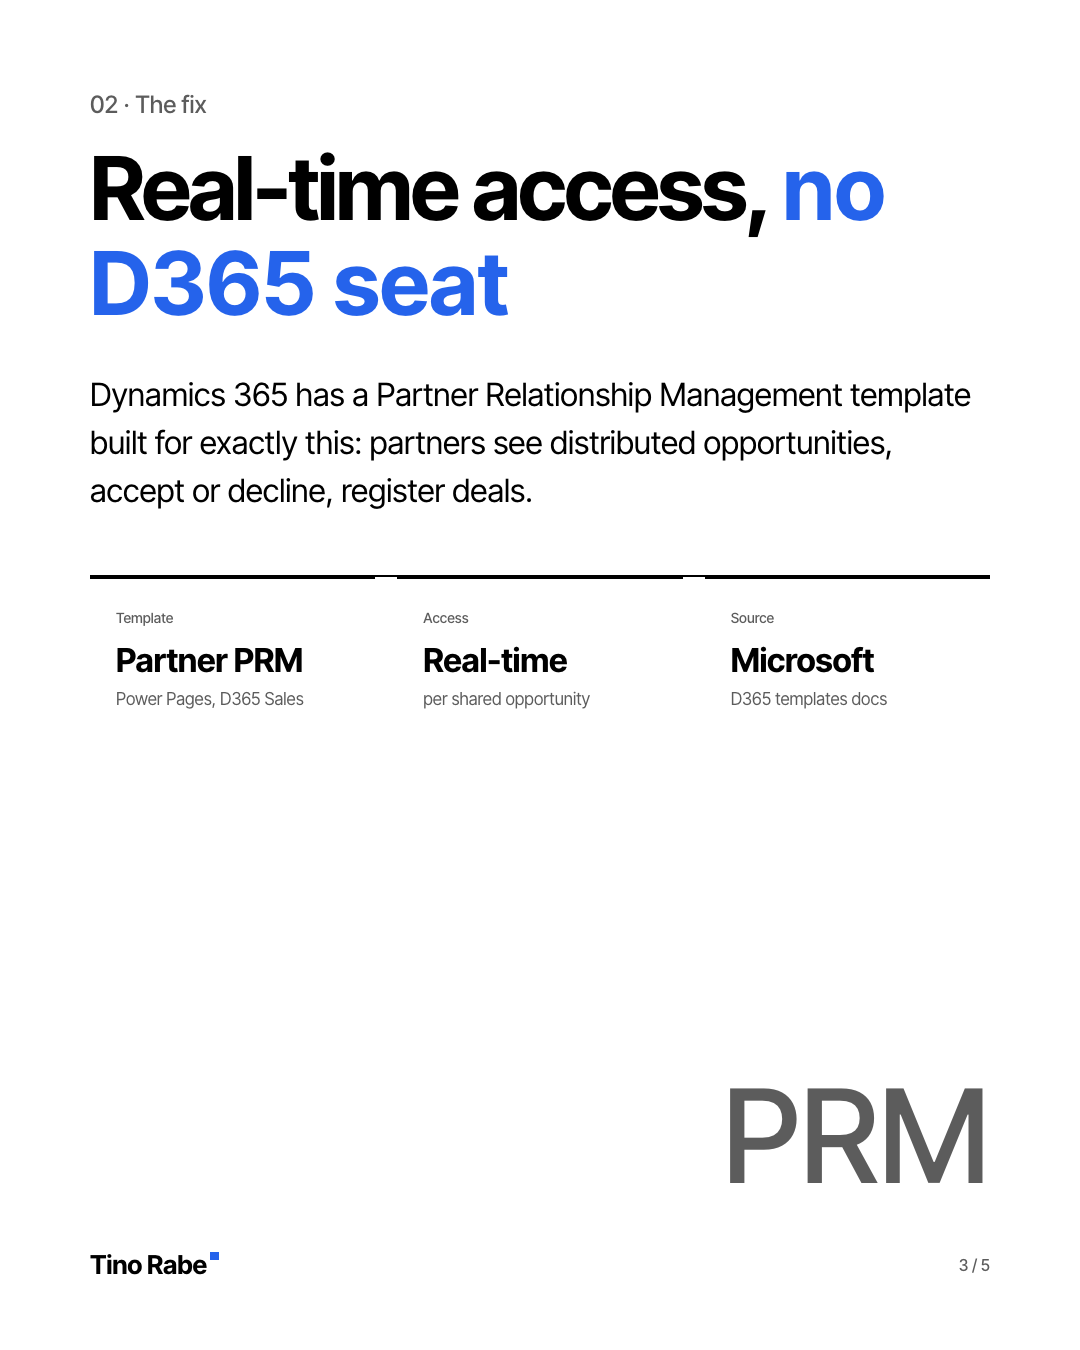 02 · The fix
Real-time access, no
D365 seat
Dynamics 365 has a Partner Relationship Management template
built for exactly this: partners see distributed opportunities,
accept or decline, register deals.
Template
Partner PRM
Power Pages, D365 Sales
Access
Real-time
per shared opportunity
Source
Microsoft
D365 templates docs
PRM
Tino Rabe
3 / 5